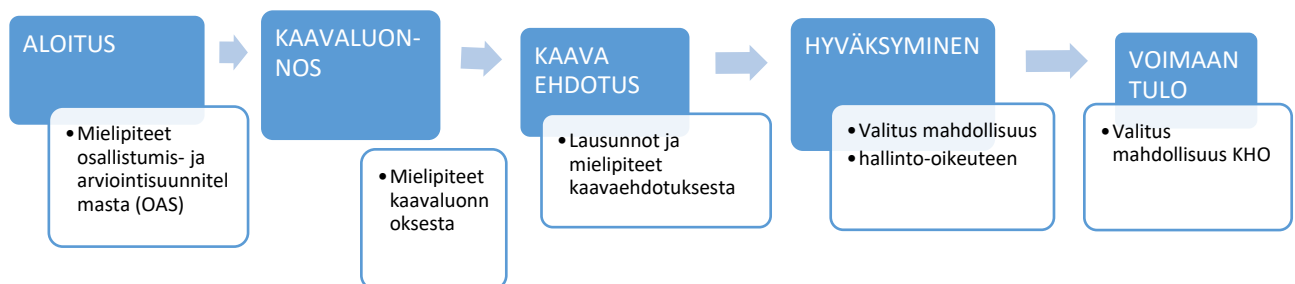 ALOITUS
• Mielipiteet
osallistumis- ja
arviointisuunnitel
masta (OAS)
KAAVALUON-
NOS
• Mielipiteet
kaavaluonn
oksesta
KAAVA
EHDOTUS
• Lausunnot ja
mielipiteet
kaavaehdotuksesta
HYVÄKSYMINEN
• Valitus mahdollisuus
• hallinto-oikeuteen
VOIMAAN
TULO
• Valitus
mahdollisuus KHO